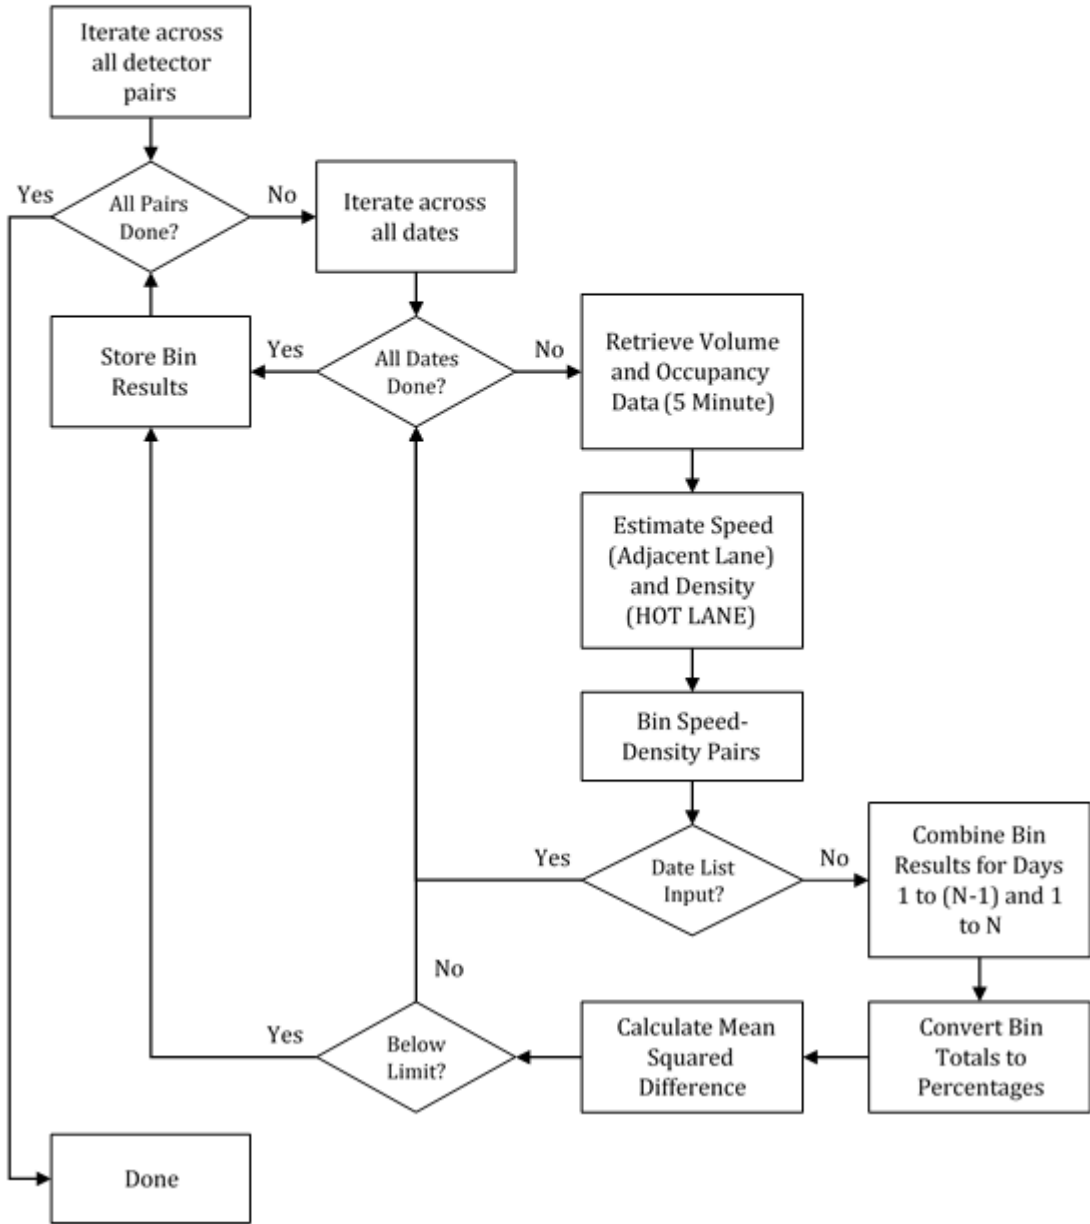 Iterate across
all detector
pairs
Yes
All Pairs
Done?
No
Iterate across
all dates
Store Bin
Results
Yes
All Dates
Done?
No
Retrieve Volume
and Occupancy
Data (5 Minute)
Estimate Speed
(Adjacent Lane)
and Density
(HOT LANE)
Bin Speed-
Density Pairs
Yes
Date List
Input?
No
Combine Bin
Results for Days
1 to (N-1) and 1
to N
No
Yes
Below
Limit?
Calculate Mean
Squared
Difference
Convert Bin
Totals to
Percentages
Done